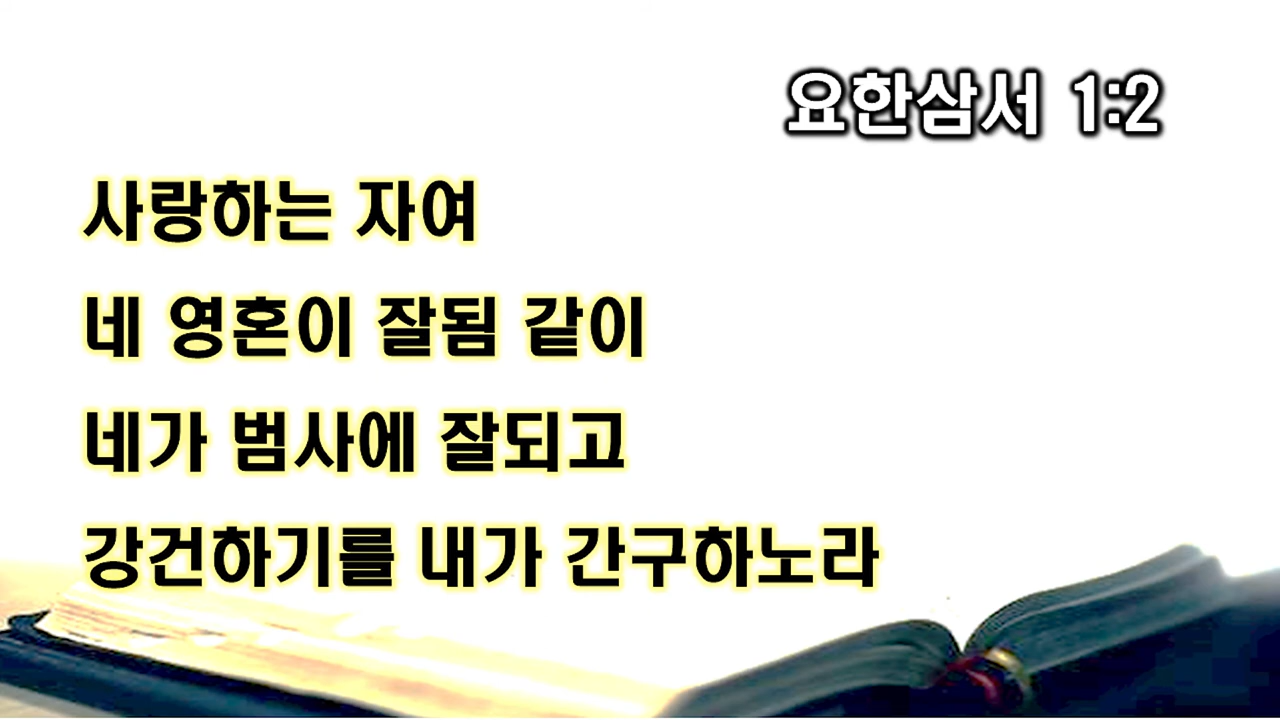 요한삼서 1:2
사랑하는 자여
네 영혼이 잘됨 같이
네가 범사에 잘되고
강건하기를 내가 간구하노라